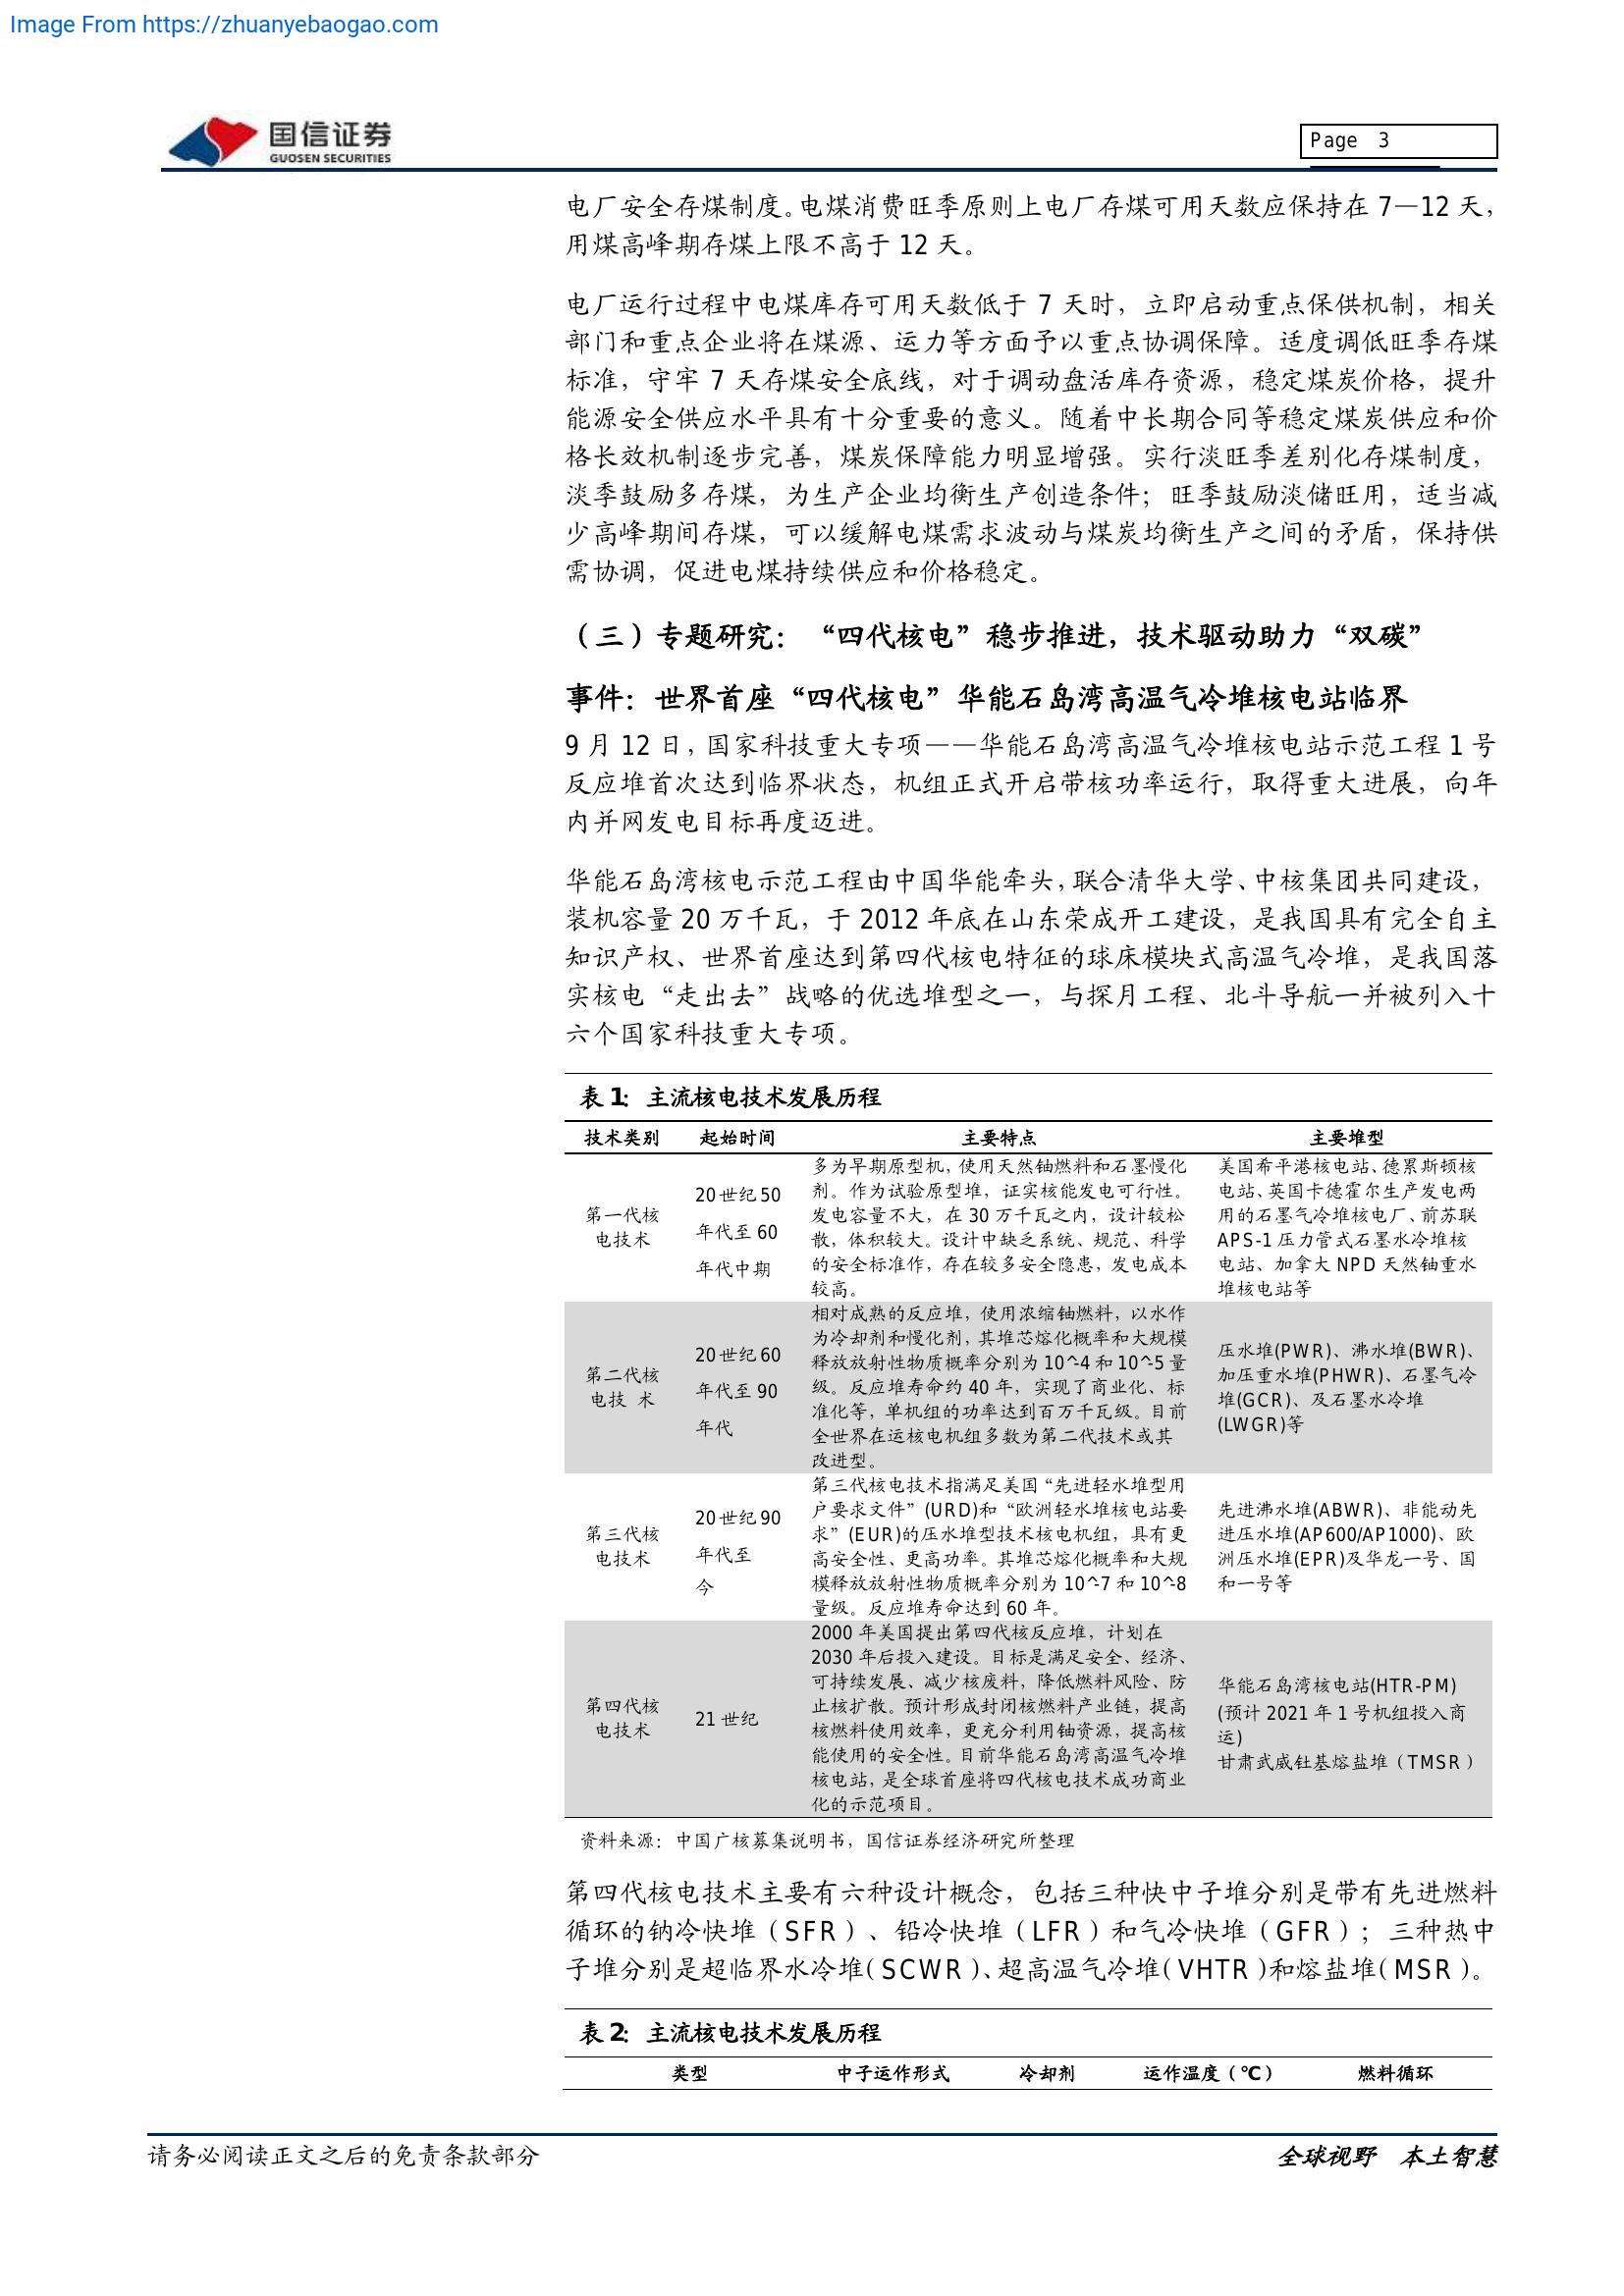 Image From https://zhuanyebaogao.com
国信证券
GUOSEN SECURITIES
Page 3
电厂安全存煤制度。电煤消费旺季原则上电厂存煤可用天数应保持在 7—12 天，
用煤高峰期存煤上限不高于 12 天。
电厂运行过程中电煤库存可用天数低于 7 天时，立即启动重点保供机制，相关
部门和重点企业将在煤源、运力等方面予以重点协调保障。适度调低旺季存煤
标准，守牢 7 天存煤安全底线，对于调动盘活库存资源，稳定煤炭价格，提升
能源安全供应水平具有十分重要的意义。随着中长期合同等稳定煤炭供应和价
格长效机制逐步完善，煤炭保障能力明显增强。实行淡旺季差别化存煤制度，
淡季鼓励多存煤，为生产企业均衡生产创造条件；旺季鼓励淡储旺用，适当减
少高峰期间存煤，可以缓解电煤需求波动与煤炭均衡生产之间的矛盾，保持供
需协调，促进电煤持续供应和价格稳定。
（三）专题研究：“四代核电”稳步推进，技术驱动助力“双碳”
事件：世界首座“四代核电”华能石岛湾高温气冷堆核电站临界
9 月 12 日，国家科技重大专项——华能石岛湾高温气冷堆核电站示范工程 1 号
反应堆首次达到临界状态，机组正式开启带核功率运行，取得重大进展，向年
内并网发电目标再度迈进。
华能石岛湾核电示范工程由中国华能牵头，联合清华大学、中核集团共同建设，
装机容量 20 万千瓦，于 2012 年底在山东荣成开工建设，是我国具有完全自主
知识产权、世界首座达到第四代核电特征的球床模块式高温气冷堆，是我国落
实核电“走出去”战略的优选堆型之一，与探月工程、北斗导航一并被列入十
六个国家科技重大专项。
表 1：主流核电技术发展历程
技术类别 起始时间 主要特点 主要堆型
第一代核
电技术
20 世纪 50
年代至 60
年代中期
多为早期原型机，使用天然铀燃料和石墨慢化
剂。作为试验原型堆，证实核能发电可行性。
发电容量不大，在 30 万千瓦之内，设计较松
散，体积较大。设计中缺乏系统、规范、科学
的安全标准作，存在较多安全隐患，发电成本
较高。
美国希平港核电站、德累斯顿核
电站、英国卡德霍尔生产发电两
用的石墨气冷堆核电厂、前苏联
APS-1 压力管式石墨水冷堆核
电站、加拿大 NPD 天然铀重水
堆核电站等
第二代核
电技 术
20 世纪 60
年代至 90
年代
相对成熟的反应堆，使用浓缩铀燃料，以水作
为冷却剂和慢化剂，其堆芯熔化概率和大规模
释放放射性物质概率分别为 10^-4 和 10^-5 量
级。反应堆寿命约 40 年，实现了商业化、标
准化等，单机组的功率达到百万千瓦级。目前
全世界在运核电机组多数为第二代技术或其
改进型。
压水堆(PWR)、沸水堆(BWR)、
加压重水堆(PHWR)、石墨气冷
堆(GCR)、及石墨水冷堆
(LWGR)等
第三代核
电技术
20 世纪 90
年代至
今
第三代核电技术指满足美国“先进轻水堆型用
户要求文件”(URD)和“欧洲轻水堆核电站要
求”(EUR)的压水堆型技术核电机组，具有更
高安全性、更高功率。其堆芯熔化概率和大规
模释放放射性物质概率分别为 10^-7 和 10^-8
量级。反应堆寿命达到 60 年。
先进沸水堆(ABWR)、非能动先
进压水堆(AP600/AP1000)、欧
洲压水堆(EPR)及华龙一号、国
和一号等
第四代核
电技术
21 世纪
2000 年美国提出第四代核反应堆，计划在
2030 年后投入建设。目标是满足安全、经济、
可持续发展、减少核废料，降低燃料风险、防
止核扩散。预计形成封闭核燃料产业链，提高
核燃料使用效率，更充分利用铀资源，提高核
能使用的安全性。目前华能石岛湾高温气冷堆
核电站，是全球首座将四代核电技术成功商业
化的示范项目。
华能石岛湾核电站(HTR-PM)
(预计 2021 年 1 号机组投入商
运)
甘肃武威钍基熔盐堆（TMSR）
资料来源：中国广核募集说明书，国信证券经济研究所整理
第四代核电技术主要有六种设计概念，包括三种快中子堆分别是带有先进燃料
循环的钠冷快堆（SFR）、铅冷快堆（LFR）和气冷快堆（GFR）；三种热中
子堆分别是超临界水冷堆(SCWR)、超高温气冷堆(VHTR)和熔盐堆(MSR)。
表 2：主流核电技术发展历程
类型 中子运作形式 冷却剂 运作温度（℃） 燃料循环
请务必阅读正文之后的免责条款部分
全球视野 本土智慧